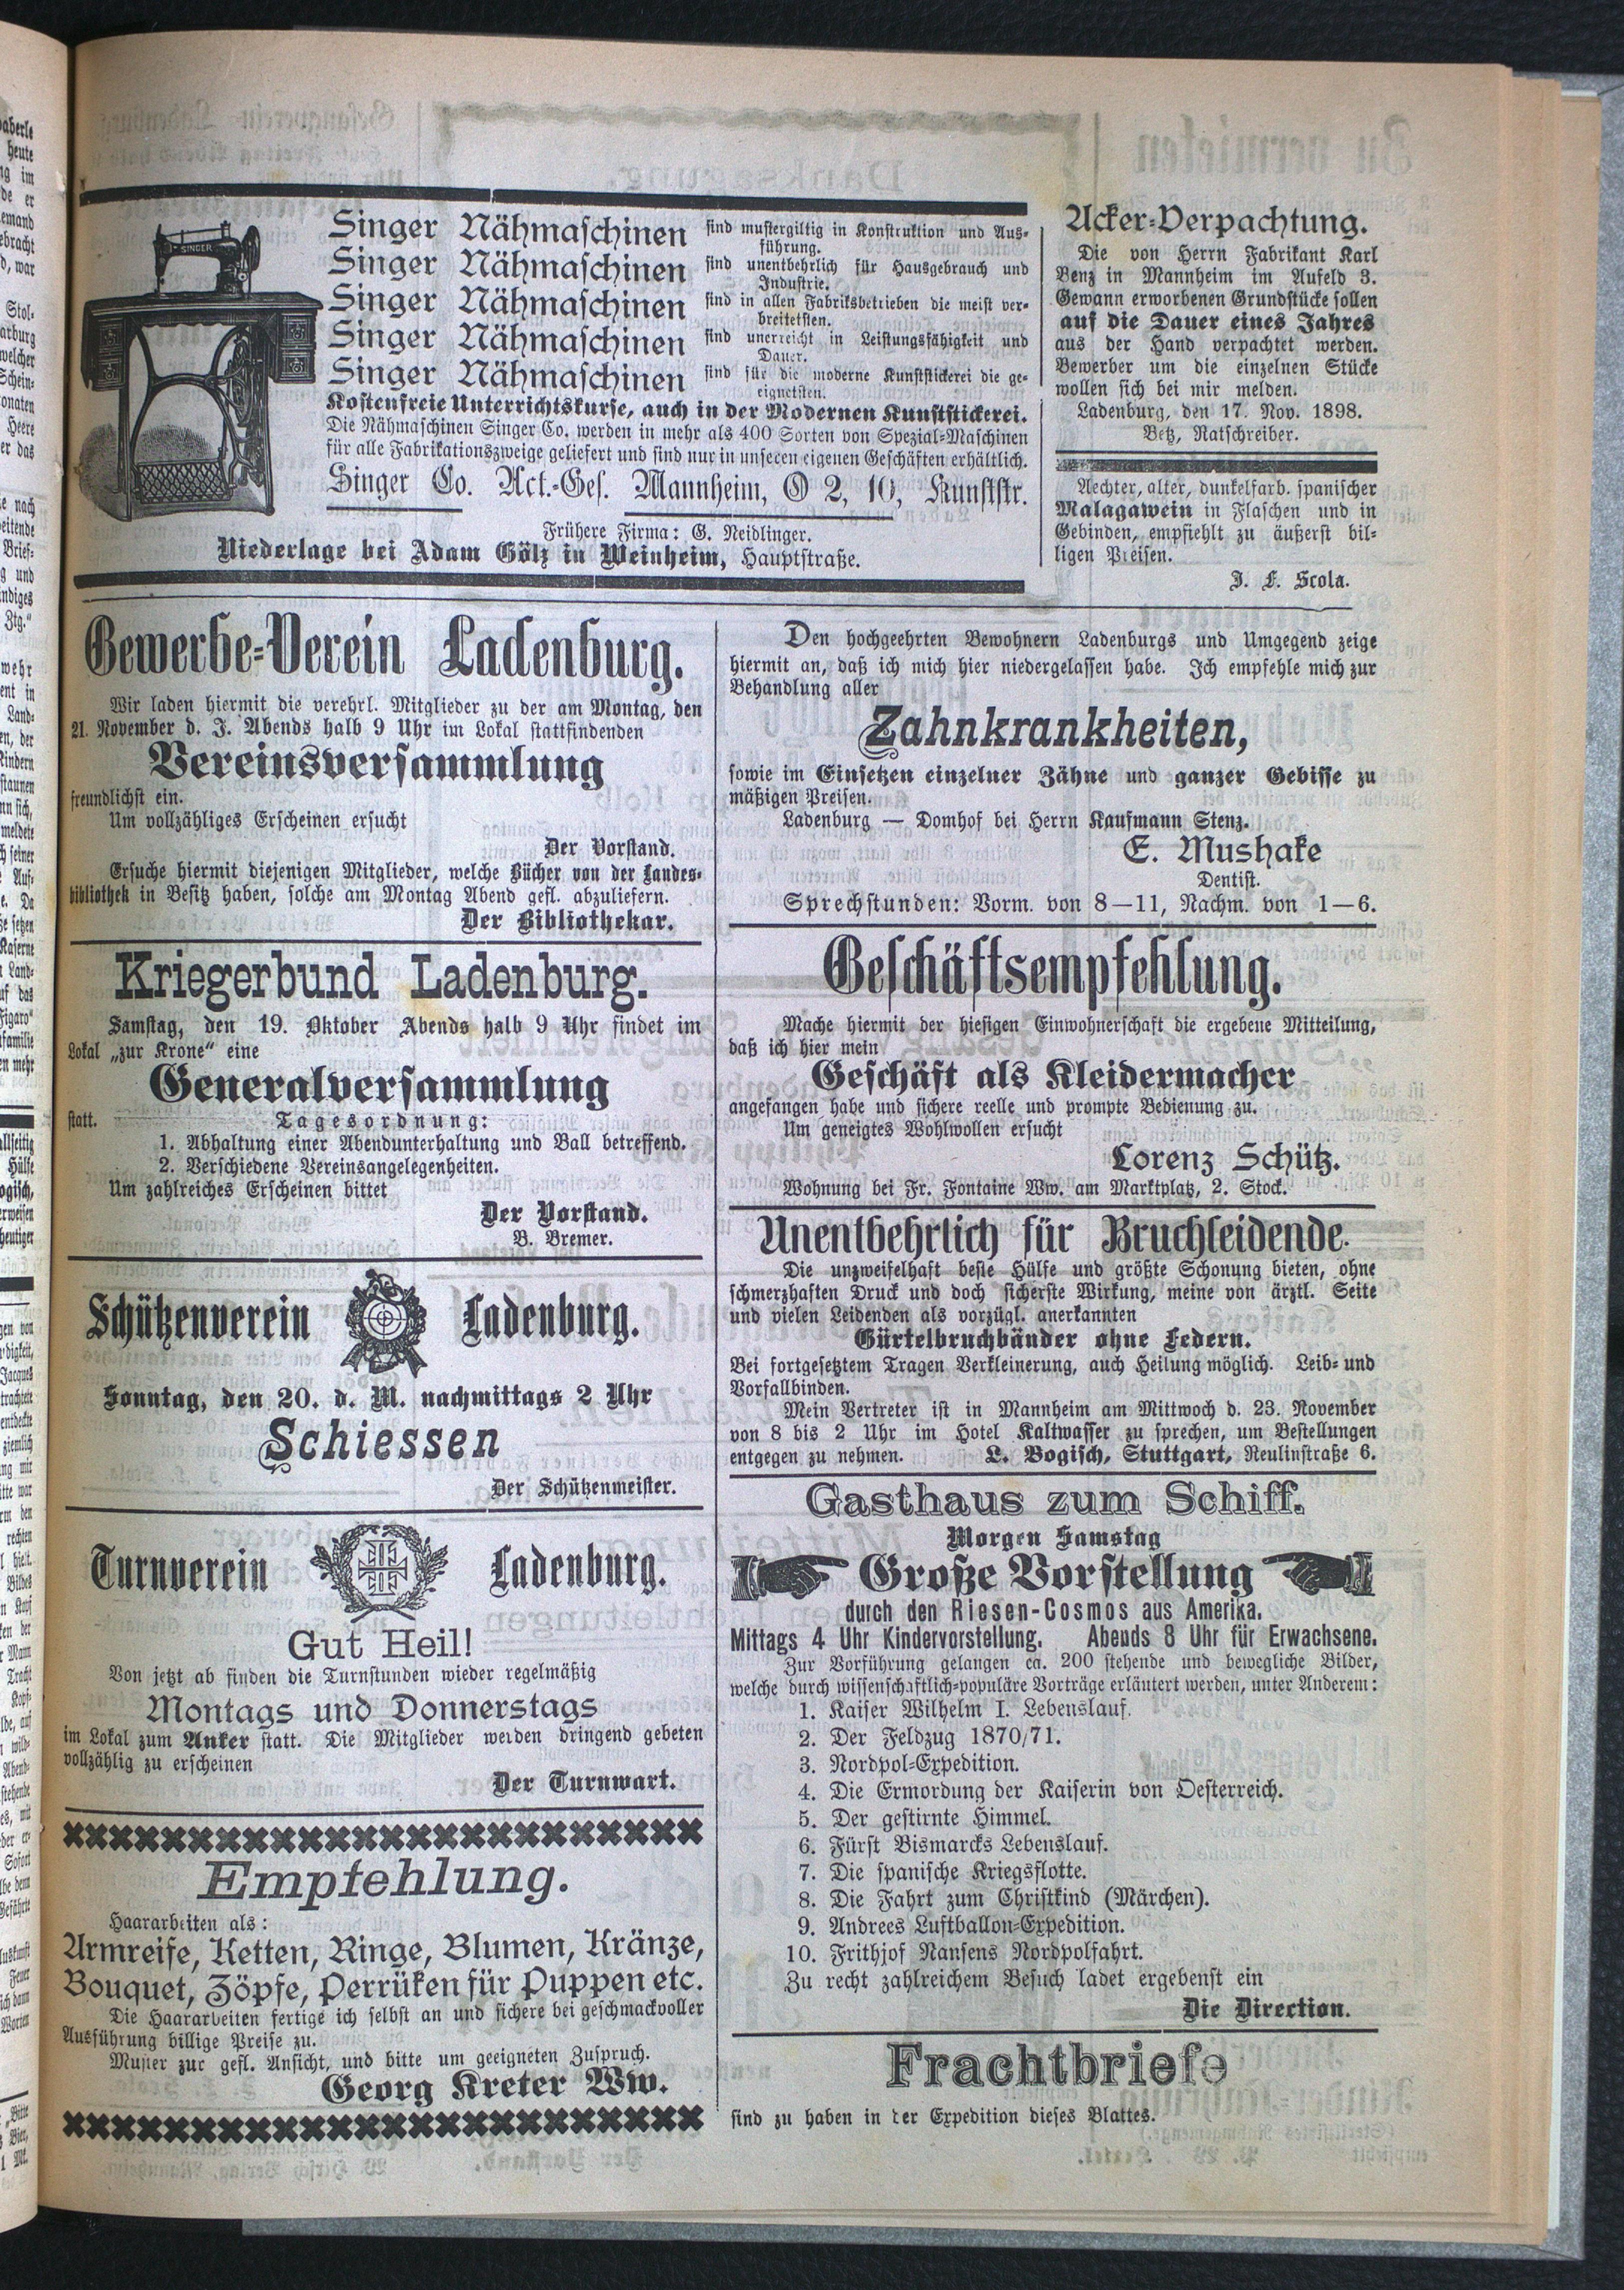 Singer Nähmaschinen sind mustergiltig in Konstruktion und Aus-
führung.
Singer Nähmaschinen sind unentbehrlich für Hausgebrauch und
Industrie.
Singer Nähmaschinen sind in allen Fabriksbetrieben die meist ver-
breitetsten.
Singer Nähmaschinen sind unerreicht in Leistungsfähigkeit und
Dauer.
Singer Nähmaschinen sind für die moderne Kunststickerei die ge-
eignetsten.
Kostenfreie Unterrichtskurse, auch in der Modernen Kunststickerei.
Die Nähmaschinen Singer Co. werden in mehr als 400 Sorten von Spezial-Maschinen
für alle Fabrikationszweige geliefert und sind nur in unseren eigenen Geschäften erhältlich.
Singer Co. Act.-Ges. Mannheim, O 2, 10, Kunststr.
Frühere Firma: G. Neidlinger.
Niederlage bei Adam Gölz in Weinheim, Hauptstraße.
Acker-Verpachtung.
Die von Herrn Fabrikant Karl
Benz in Mannheim im Aufeld 3.
Gewann erworbenen Grundstücke sollen
auf die Dauer eines Jahres
aus der Hand verpachtet werden.
Bewerber um die einzelnen Stücke
wollen sich bei mir melden.
Ladenburg, den 17. Nov. 1898.
Betz, Ratschreiber.
Aechter, alter, dunkelfarb. spanischer
Malagawein in Flaschen und in
Gebinden, empfiehlt zu äußerst bil-
ligen Preisen.
J. F. Scola.
Gewerbe-Verein Ladenburg.
Wir laden hiermit die verehrl. Mitglieder zu der am Montag, den
21. November d. J. Abends halb 9 Uhr im Lokal stattfindenden
Vereinsversammlung
freundlichst ein.
Um vollzähliges Erscheinen ersucht
Der Vorstand.
Ersuche hiermit diejenigen Mitglieder, welche Bücher von der Landes-
bibliothek in Besitz haben, solche am Montag Abend gefl. abzuliefern.
Der Bibliothekar.
Kriegerbund Ladenburg.
Samstag, den 19. Oktober Abends halb 9 Uhr findet im
Lokal „zur Krone“ eine
Generalversammlung
statt.
Tagesordnung:
1. Abhaltung einer Abendunterhaltung und Ball betreffend.
2. Verschiedene Vereinsangelegenheiten.
Um zahlreiches Erscheinen bittet
Der Vorstand.
B. Bremer.
Schützenverein Ladenburg.
Sonntag, den 20. d. M. nachmittags 2 Uhr
Schiessen
Der Schützenmeister.
Turnverein Ladenburg.
Gut Heil!
Von jetzt ab finden die Turnstunden wieder regelmäßig
Montags und Donnerstags
im Lokal zum Anker statt. Die Mitglieder werden dringend gebeten
vollzählig zu erscheinen
Der Turnwart.
Empfehlung.
Haararbeiten als:
Armreife, Ketten, Ringe, Blumen, Kränze,
Bouquet, Zöpfe, Perrüken für Puppen etc.
Die Haararbeiten fertige ich selbst an und sichere bei geschmackvoller
Ausführung billige Preise zu.
Muster zur gefl. Ansicht, und bitte um geeigneten Zuspruch.
Georg Kreter Ww.
Den hochgeehrten Bewohnern Ladenburgs und Umgegend zeige
hiermit an, daß ich mich hier niedergelassen habe. Ich empfehle mich zur
Behandlung aller
Zahnkrankheiten,
sowie im Einsetzen einzelner Zähne und ganzer Gebisse zu
mäßigen Preisen.
Ladenburg — Domhof bei Herrn Kaufmann Stenz.
E. Mushake
Dentist.
Sprechstunden: Vorm. von 8—11, Nachm. von 1—6.
Geschäftsempfehlung.
Mache hiermit der hiesigen Einwohnerschaft die ergebene Mitteilung,
daß ich hier mein
Geschäft als Kleidermacher
angefangen habe und sichere reelle und prompte Bedienung zu.
Um geneigtes Wohlwollen ersucht
Lorenz Schütz.
Wohnung bei Fr. Fontaine Ww. am Marktplatz, 2. Stock.
Unentbehrlich für Bruchleidende.
Die unzweifelhaft beste Hülfe und größte Schonung bieten, ohne
schmerzhaften Druck und doch sicherste Wirkung, meine von ärztl. Seite
und vielen Leidenden als vorzügl. anerkannten
Gürtelbruchbänder ohne Federn.
Bei fortgesetztem Tragen Verkleinerung, auch Heilung möglich. Leib- und
Vorfallbinden.
Mein Vertreter ist in Mannheim am Mittwoch d. 23. November
von 8 bis 2 Uhr im Hotel Kaltwasser zu sprechen, um Bestellungen
entgegen zu nehmen. L. Bogisch, Stuttgart, Reulinstraße 6.
Gasthaus zum Schiff.
Morgen Samstag
Große Vorstellung
durch den Riesen-Cosmos aus Amerika.
Mittags 4 Uhr Kindervorstellung. Abends 8 Uhr für Erwachsene.
Zur Vorführung gelangen ca. 200 stehende und bewegliche Bilder,
welche durch wissenschaftlich-populäre Vorträge erläutert werden, unter Anderem:
1. Kaiser Wilhelm I. Lebenslauf.
2. Der Feldzug 1870/71.
3. Nordpol-Expedition.
4. Die Ermordung der Kaiserin von Oesterreich.
5. Der gestirnte Himmel.
6. Fürst Bismarcks Lebenslauf.
7. Die spanische Kriegsflotte.
8. Die Fahrt zum Christkind (Märchen).
9. Andrees Luftballon-Expedition.
10. Frithjof Nansens Nordpolfahrt.
Zu recht zahlreichem Besuch ladet ergebenst ein
Die Direction.
Frachtbriefe
sind zu haben in der Expedition dieses Blattes.